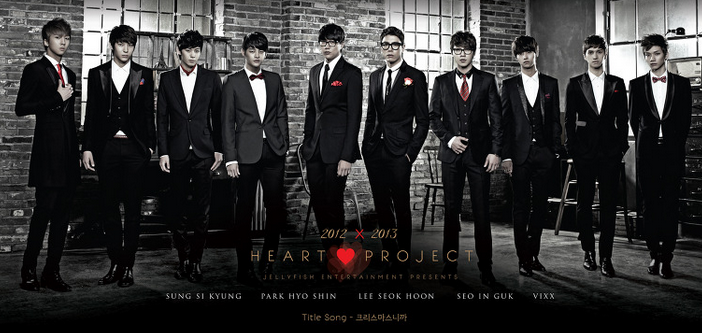 2012 × 2013
HEART PROJECT
JELLYFISH ENTERTAINMENT PRESENTS
SUNG SI KYUNG PARK HYO SHIN LEE SEOK HOON SEO IN GUK VIXX
Title Song - 크리스마스니까